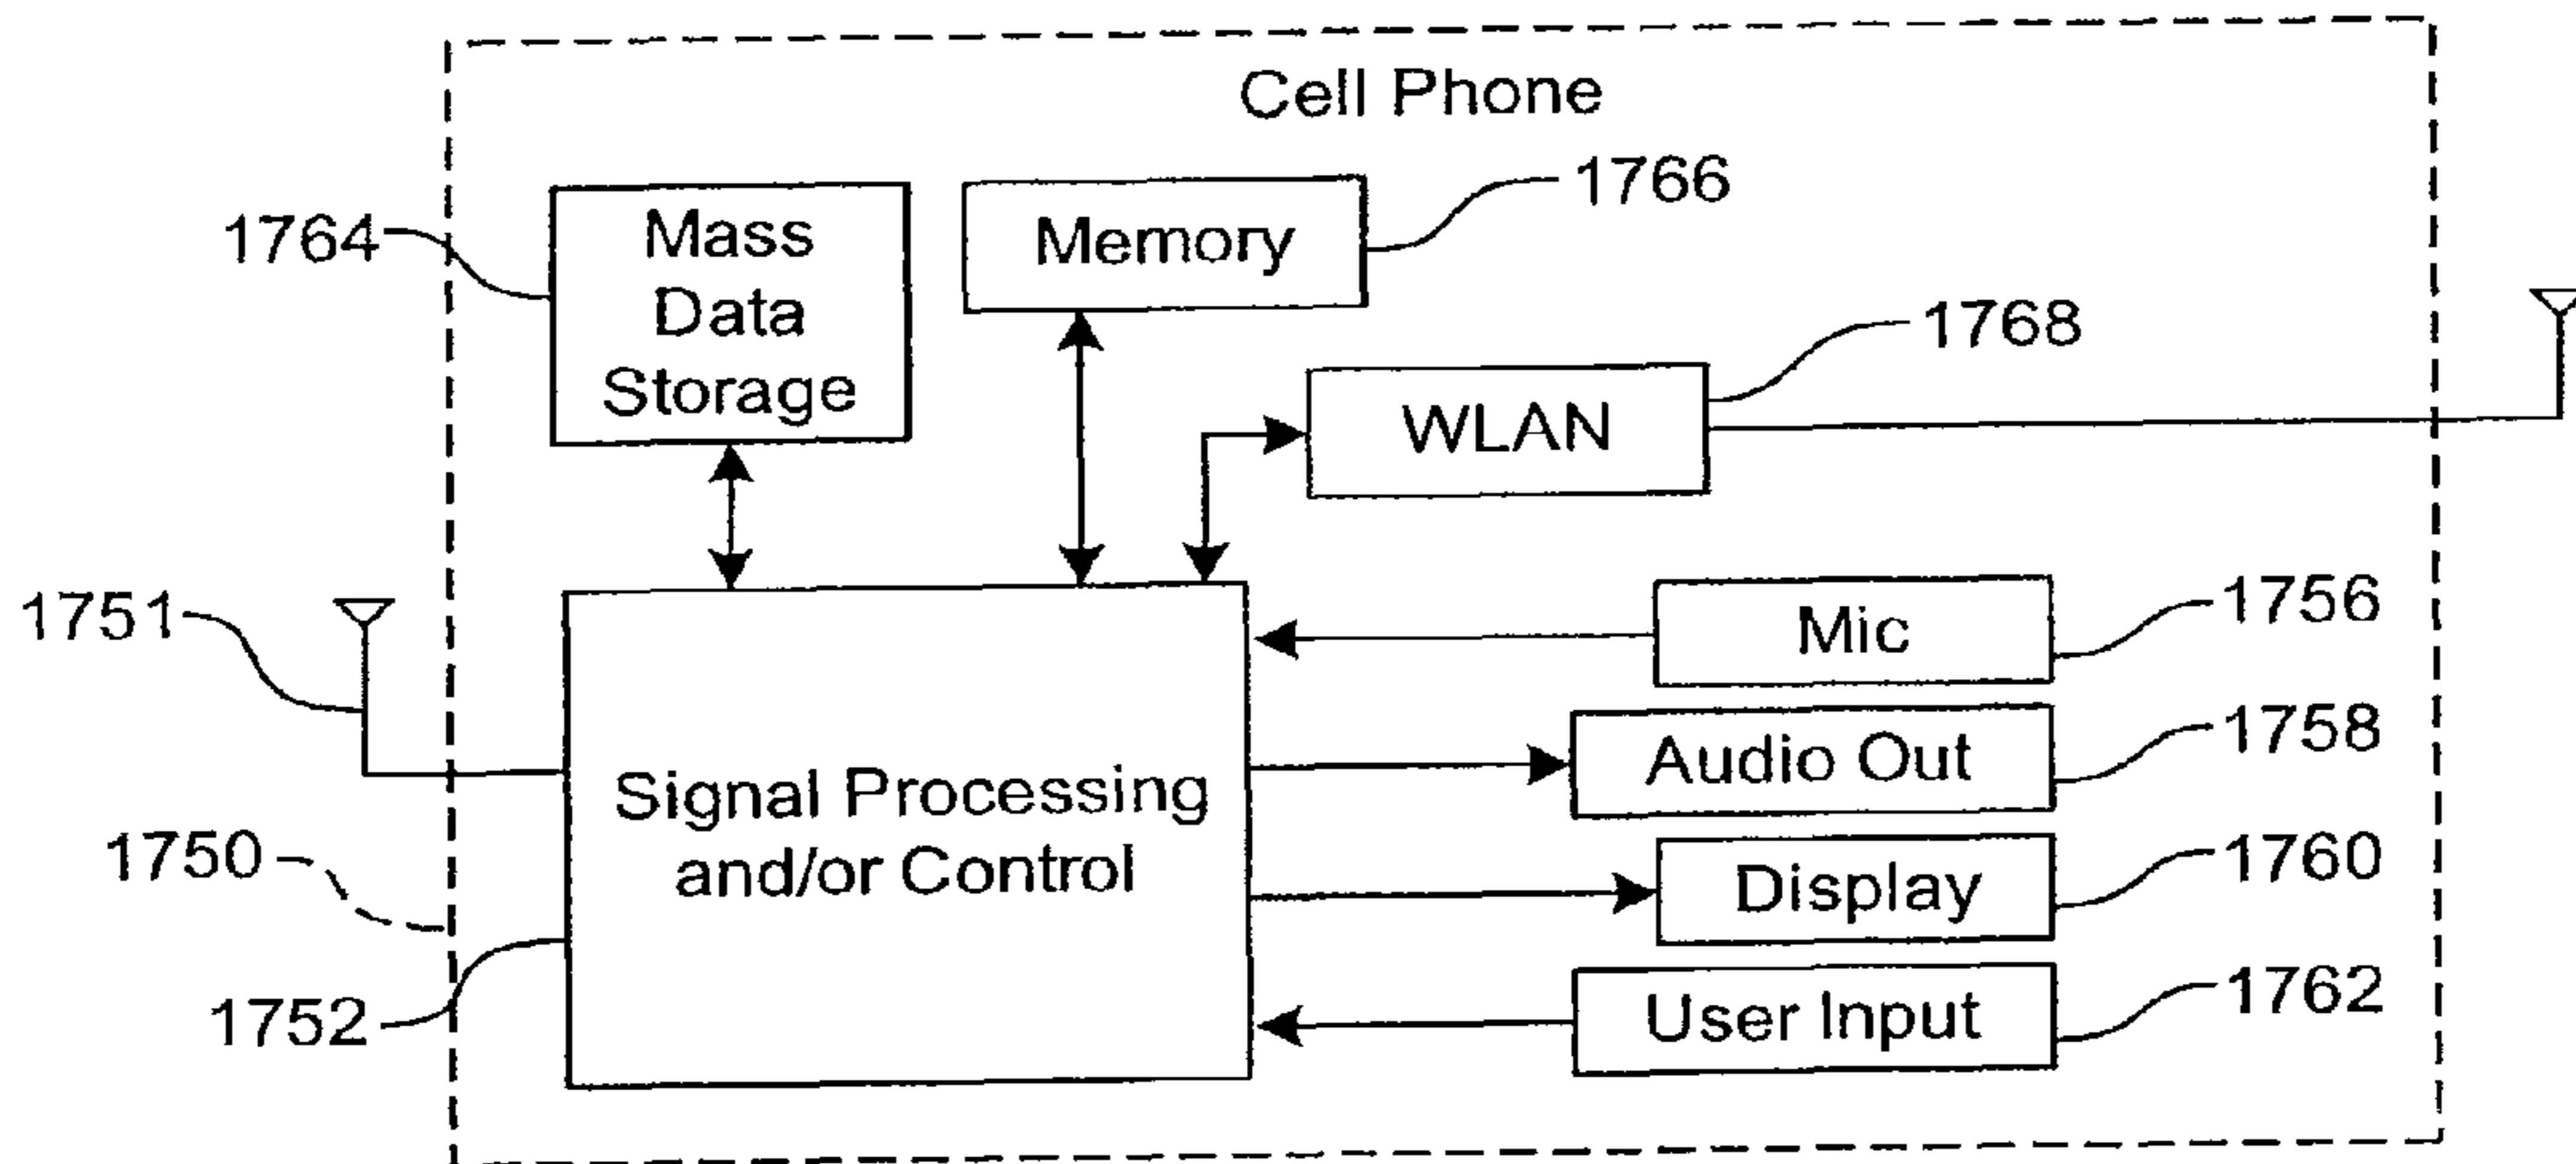 Cell Phone
1764
Mass
Data
Storage
Memory
1766
1768
WLAN
1751
Mic
1756
Audio Out
1758
Signal Processing
and/or Control
1750
Display
1760
1752
User Input
1762